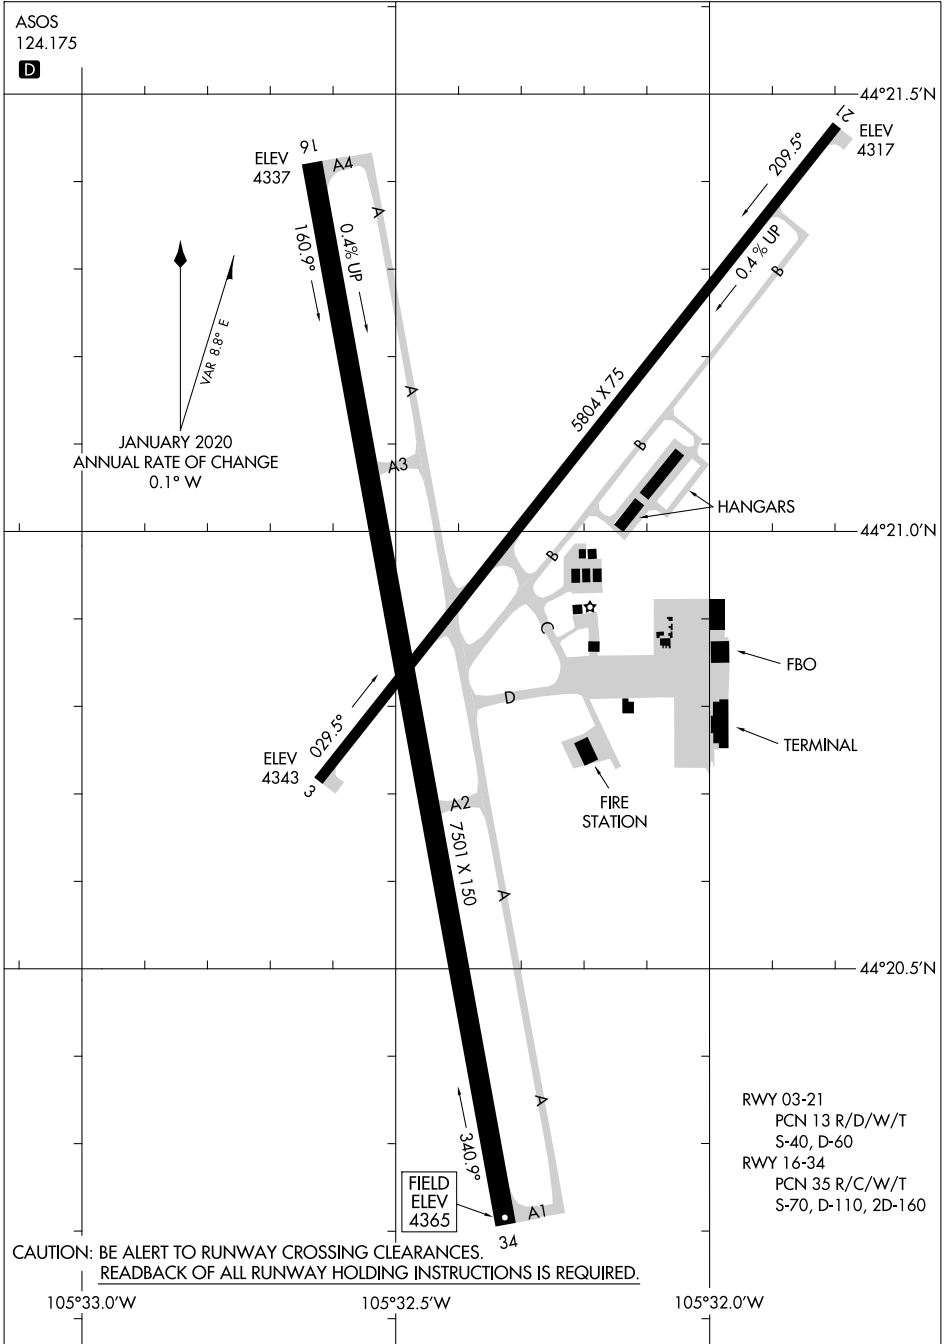 ASOS
124.175
D
44°21.5'N
21
ELEV
4317
209.5°
0.4% UP
B
16
ELEV
4337
A4
A
160.9°
0.4% UP
VAR 8.8° E
JANUARY 2020
ANNUAL RATE OF CHANGE
0.1° W
A
5804 X 75
A3
B
HANGARS
44°21.0'N
B
C
FBO
D
TERMINAL
029.5°
ELEV
4343
3
FIRE
STATION
A2
7501 X 150
A
44°20.5'N
A
340.9°
FIELD
ELEV
4365
A1
34
RWY 03-21
PCN 13 R/D/W/T
S-40, D-60
RWY 16-34
PCN 35 R/C/W/T
S-70, D-110, 2D-160
CAUTION: BE ALERT TO RUNWAY CROSSING CLEARANCES.
READBACK OF ALL RUNWAY HOLDING INSTRUCTIONS IS REQUIRED.
105°33.0'W
105°32.5'W
105°32.0'W